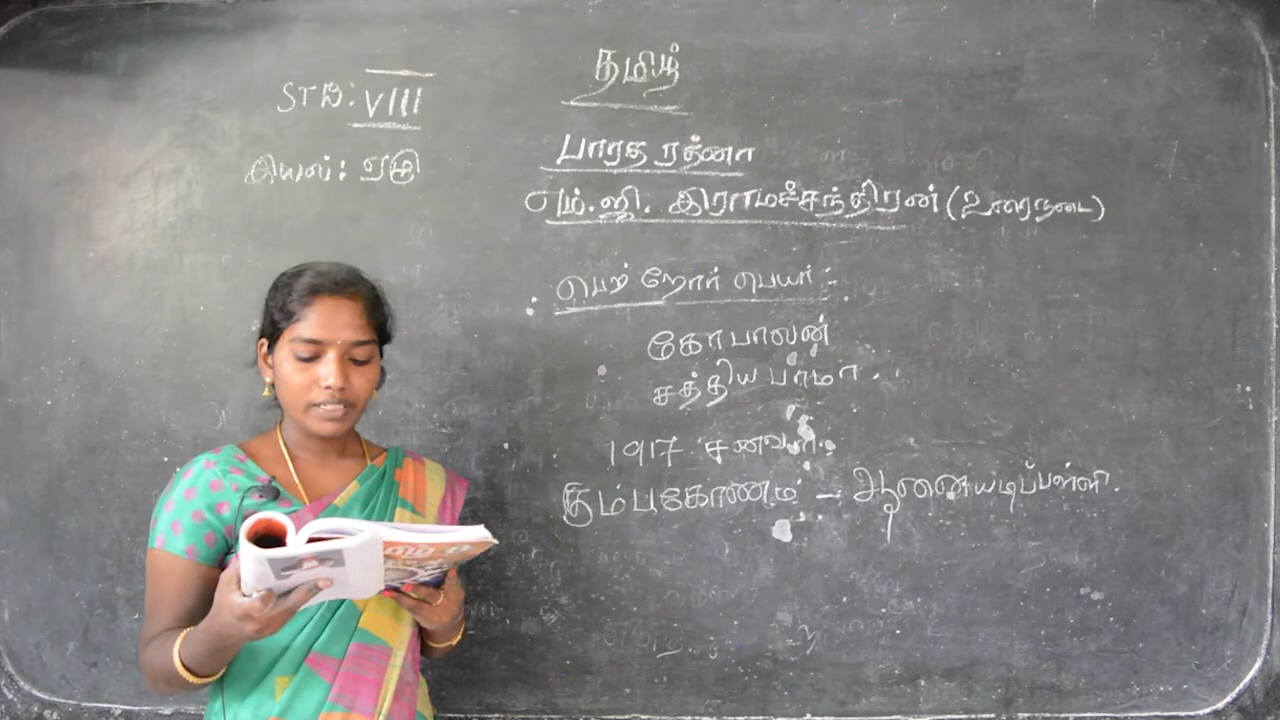 தமிழ்
STD: VIII
இயல்: ஏழு
பாரத ரத்னா
எம்.ஜி. இராமச்சந்திரன் (உரைநடை)
பெற்றோர் பெயர்:
கோபாலன்
சத்தியபாமா.
1917 சனவரி.
கும்பகோணம் – ஆனையடிப்பள்ளி.